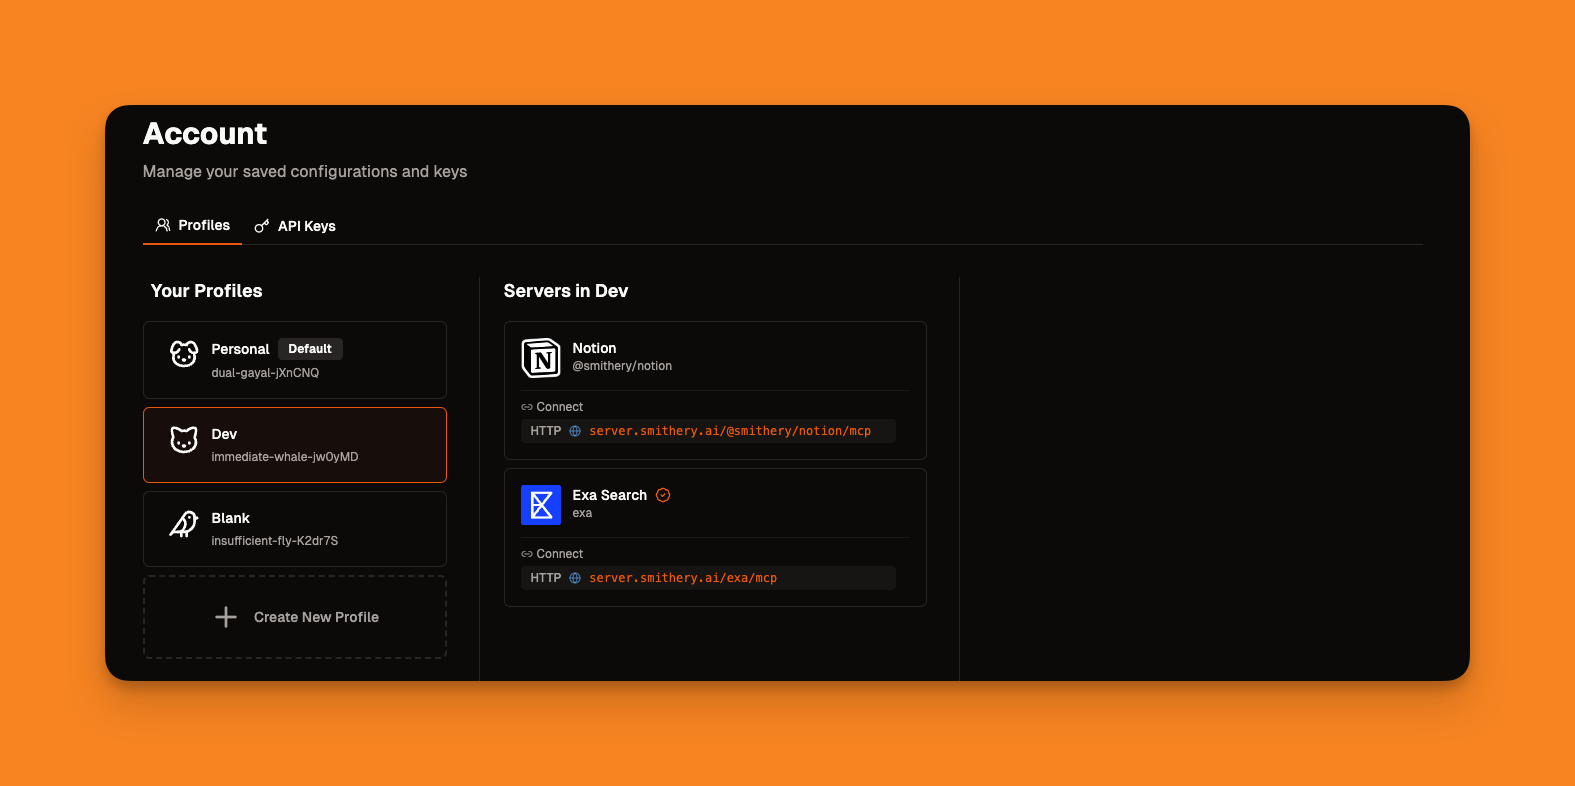 Account
Manage your saved configurations and keys
Profiles
API Keys
Your Profiles
Personal Default
dual-gayal-jXnCNQ
Dev
immediate-whale-jw0yMD
Blank
insufficient-fly-K2dr7S
Create New Profile
Servers in Dev
N
Notion
@smithery/notion
Connect
HTTP server.smithery.ai/@smithery/notion/mcp
Exa Search
exa
Connect
HTTP server.smithery.ai/exa/mcp